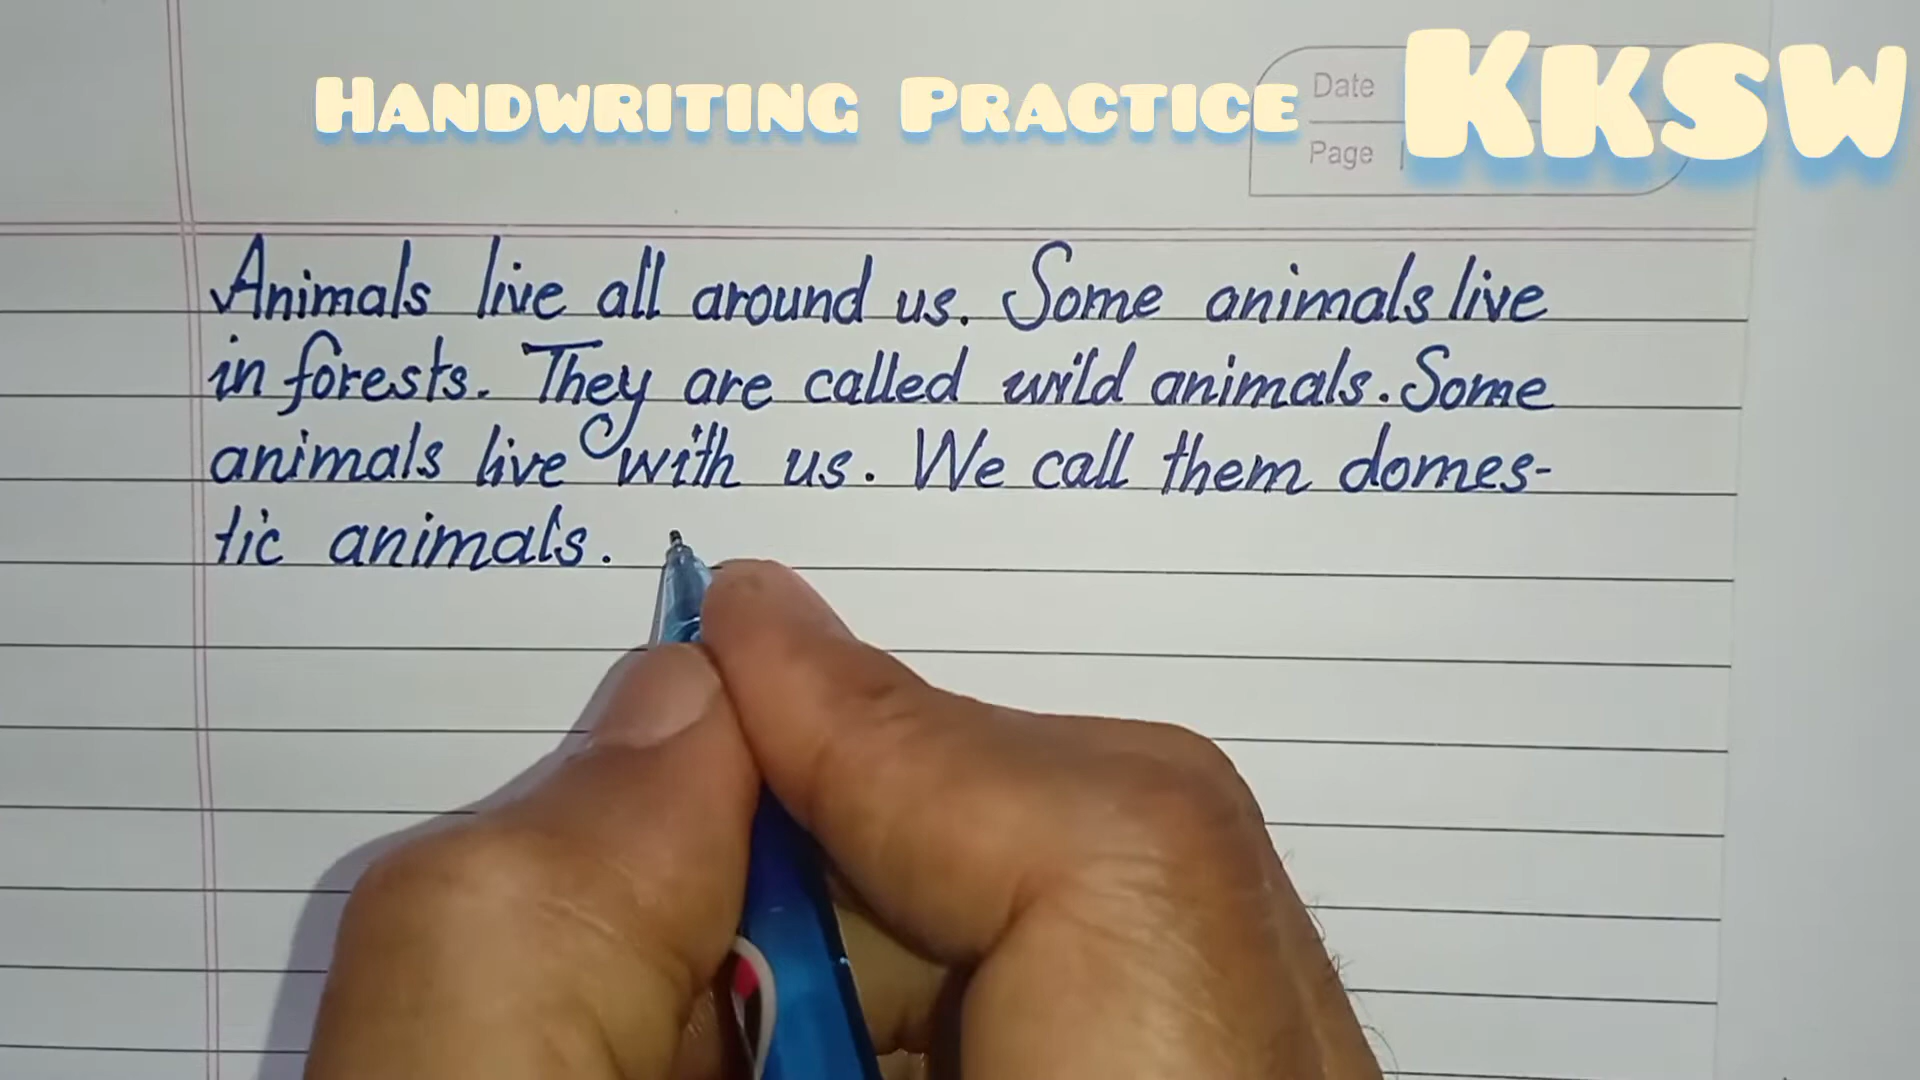 Handwriting Practice KKSW
Date
Page
Animals live all around us. Some animals live
in forests. They are called wild animals. Some
animals live with us. We call them domes-
tic animals.